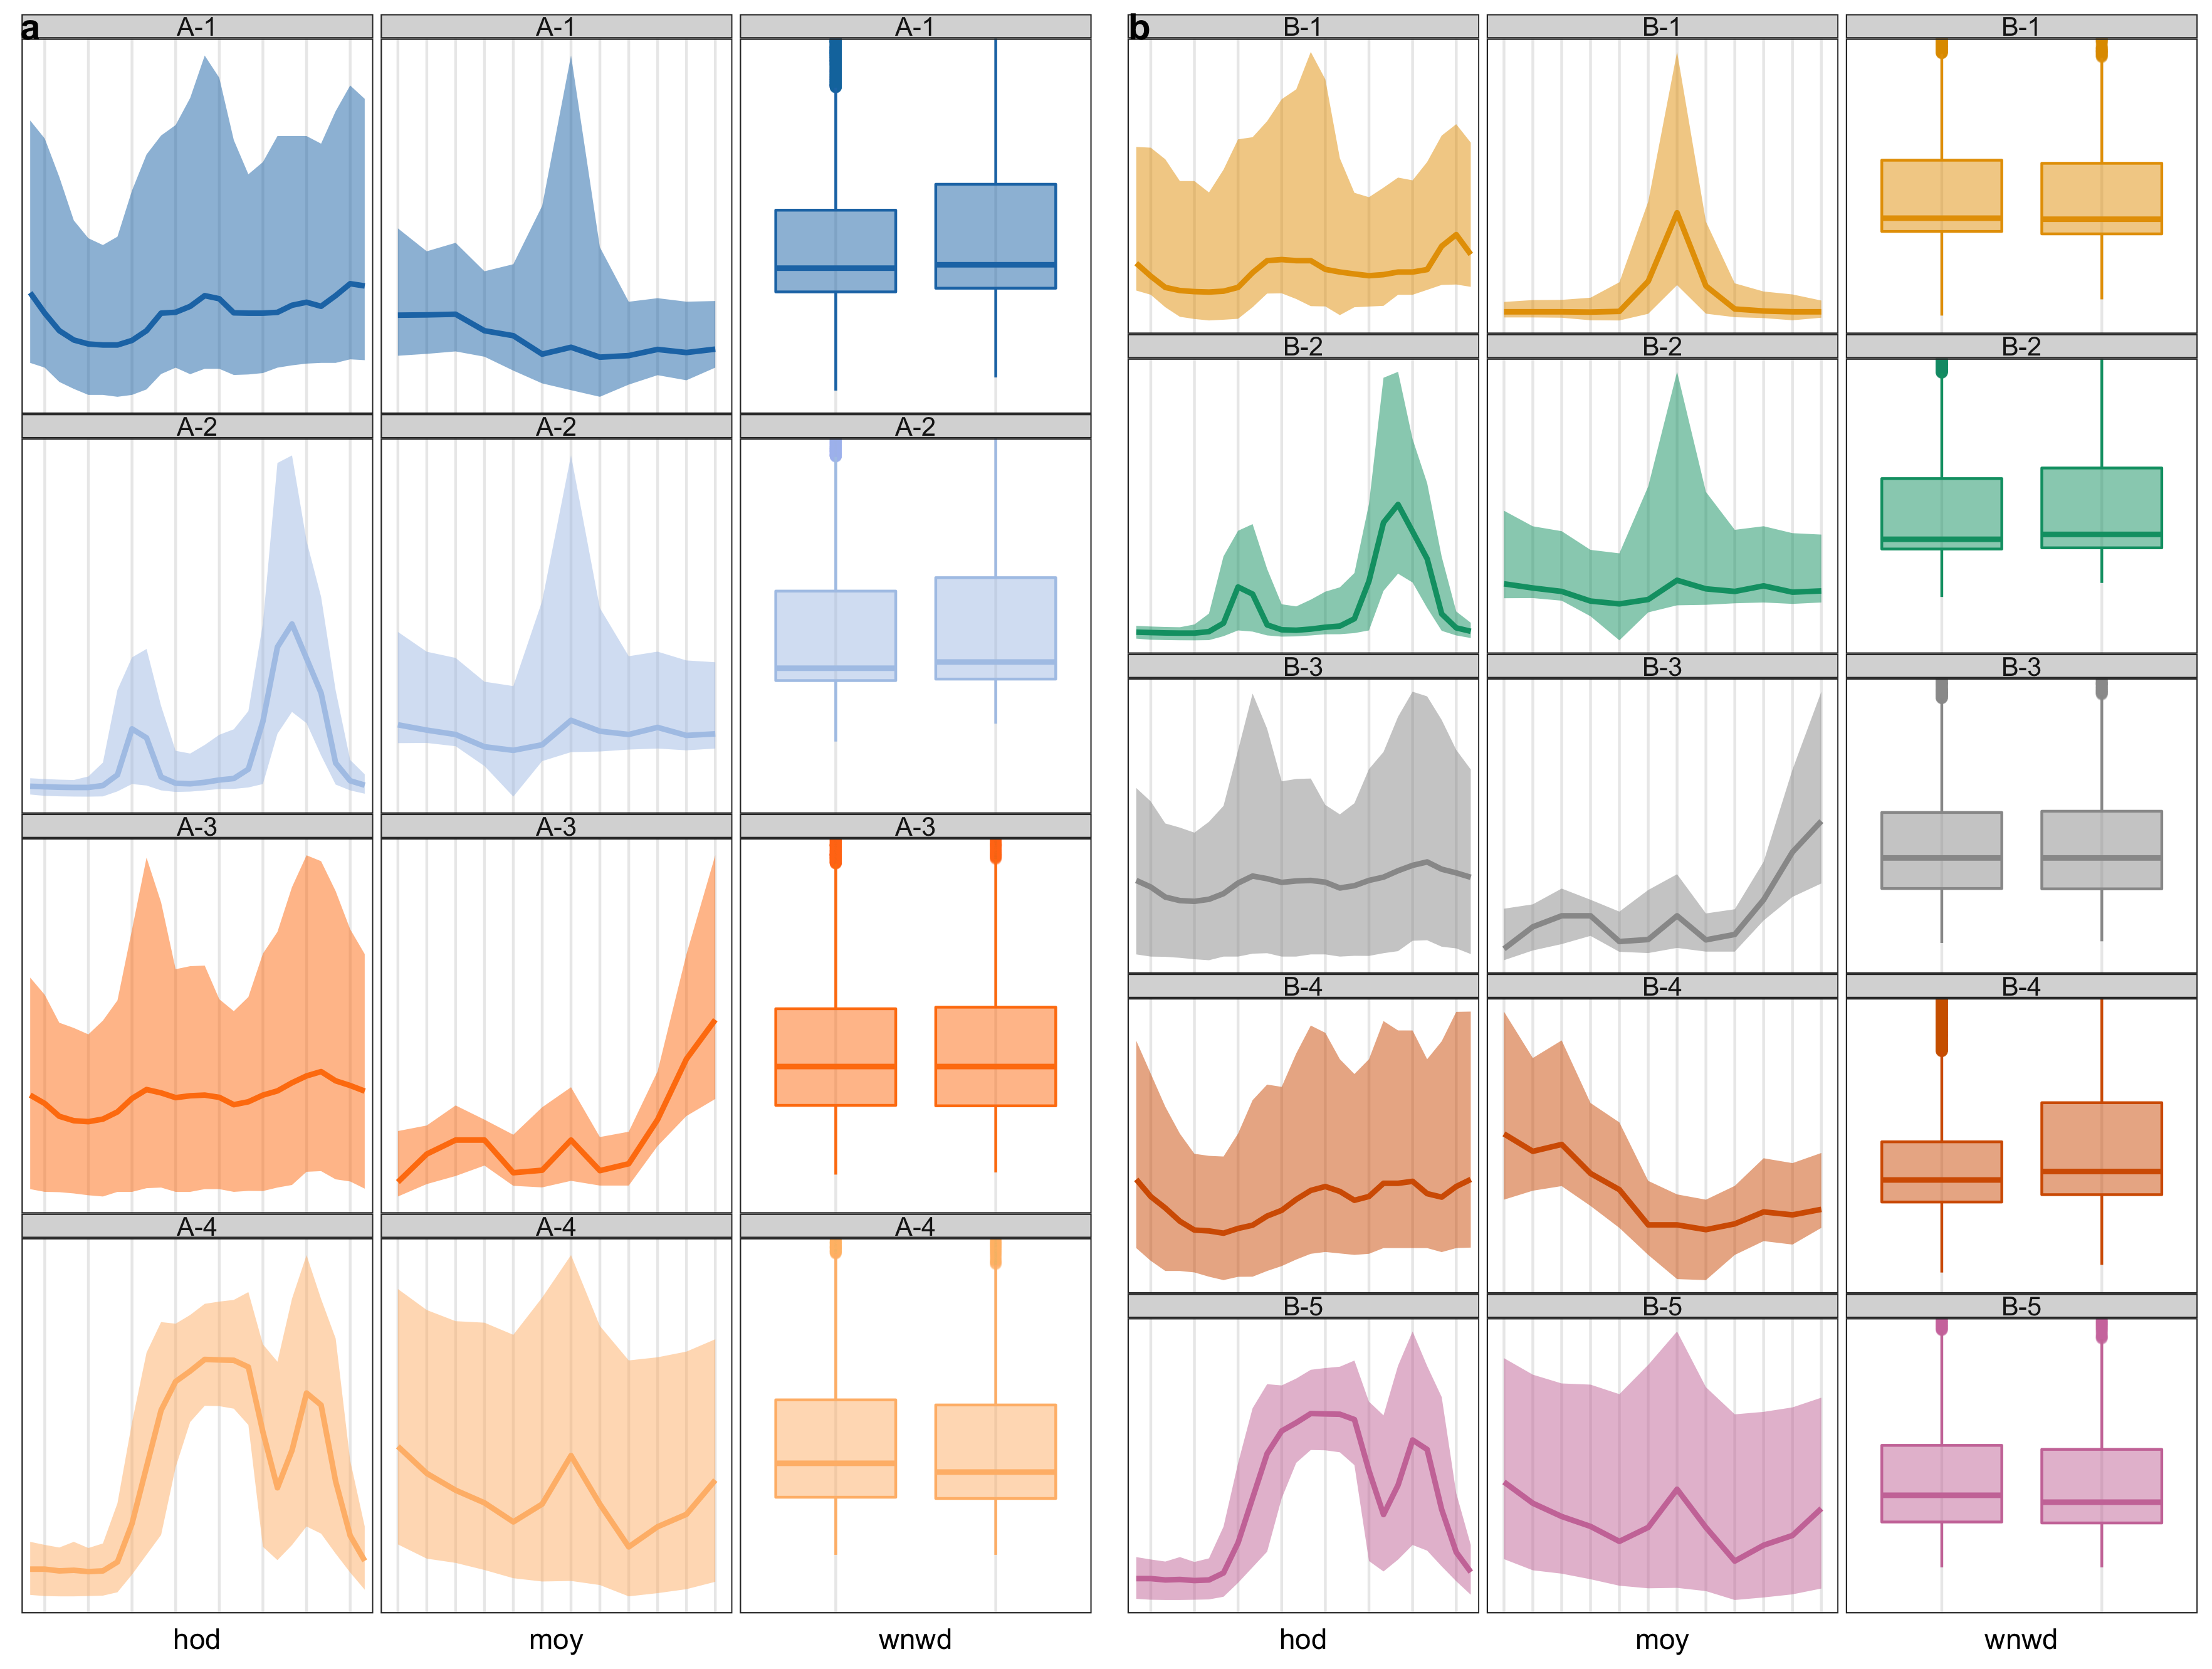 a
A-1 A-1 A-1
A-2 A-2 A-2
A-3 A-3 A-3
A-4 A-4 A-4
hod moy wnwd
b
B-1 B-1 B-1
B-2 B-2 B-2
B-3 B-3 B-3
B-4 B-4 B-4
B-5 B-5 B-5
hod moy wnwd